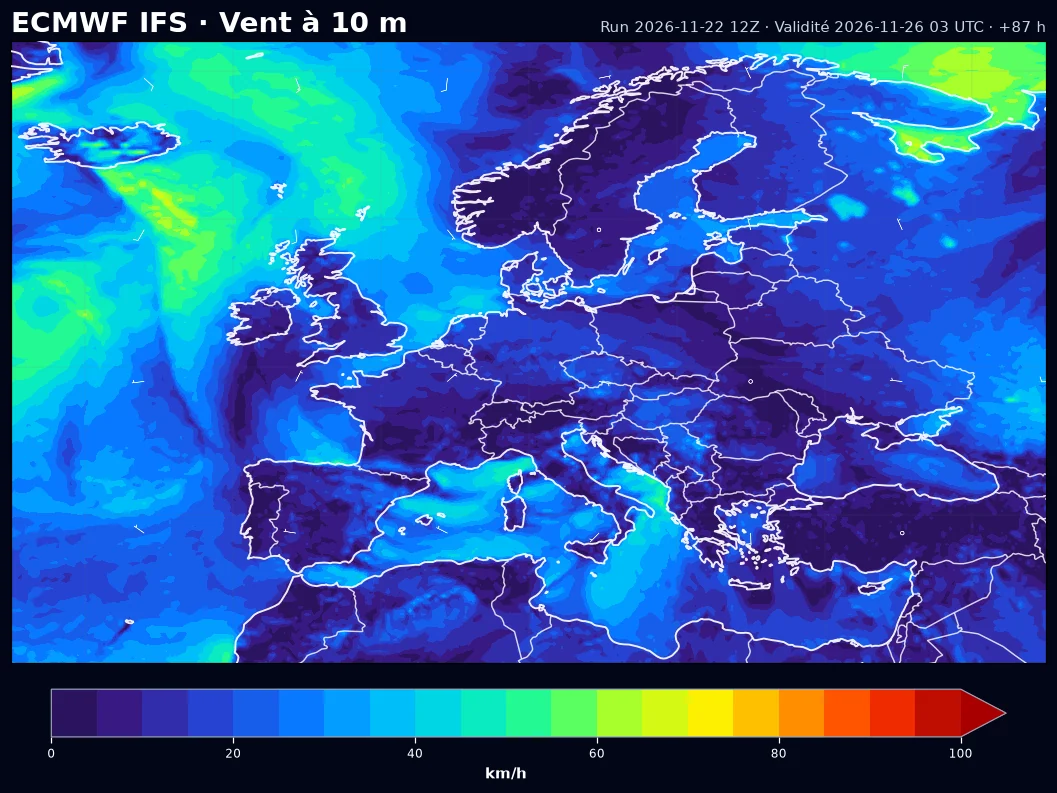 ECMWF IFS · Vent à 10 m
Run 2026-11-22 12Z · Validité 2026-11-26 03 UTC · +87 h
0 20 40 60 80 100
km/h